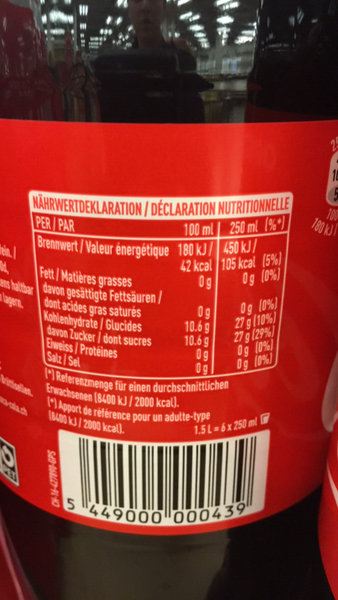 NÄHRWERTDEKLARATION / DÉCLARATION NUTRITIONNELLE
PER / PAR 100 ml 250 ml (%*)
Brennwert / Valeur énergétique 180 kJ / 450 kJ /
42 kcal 105 kcal (5%)
Fett / Matières grasses 0 g 0 g (0%)
davon gesättigte Fettsäuren /
dont acides gras saturés 0 g 0 g (0%)
Kohlenhydrate / Glucides 10.6 g 27 g (10%)
davon Zucker / dont sucres 10.6 g 27 g (29%)
Eiweiss / Protéines 0 g 0 g (0%)
Salz / Sel 0 g 0 g (0%)
(*) Referenzmenge für einen durchschnittlichen
Erwachsenen (8400 kJ / 2000 kcal).
(*) Apport de référence pour un adulte-type
(8400 kJ / 2000 kcal).
1.5 L = 6 x 250 ml
5 449000 000439